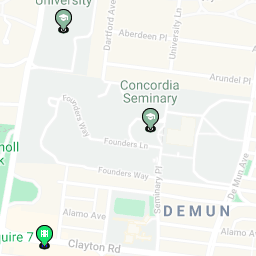 University
Dartford Ave
University Ln
Aberdeen Pl
Arundel Pl
Concordia
Seminary
Founders Way
Founders Ln
Founders Way
Seminary Pl
De Mun Ave
Alamo Ave
Alamo Ave
DEMUN
Clayton Rd